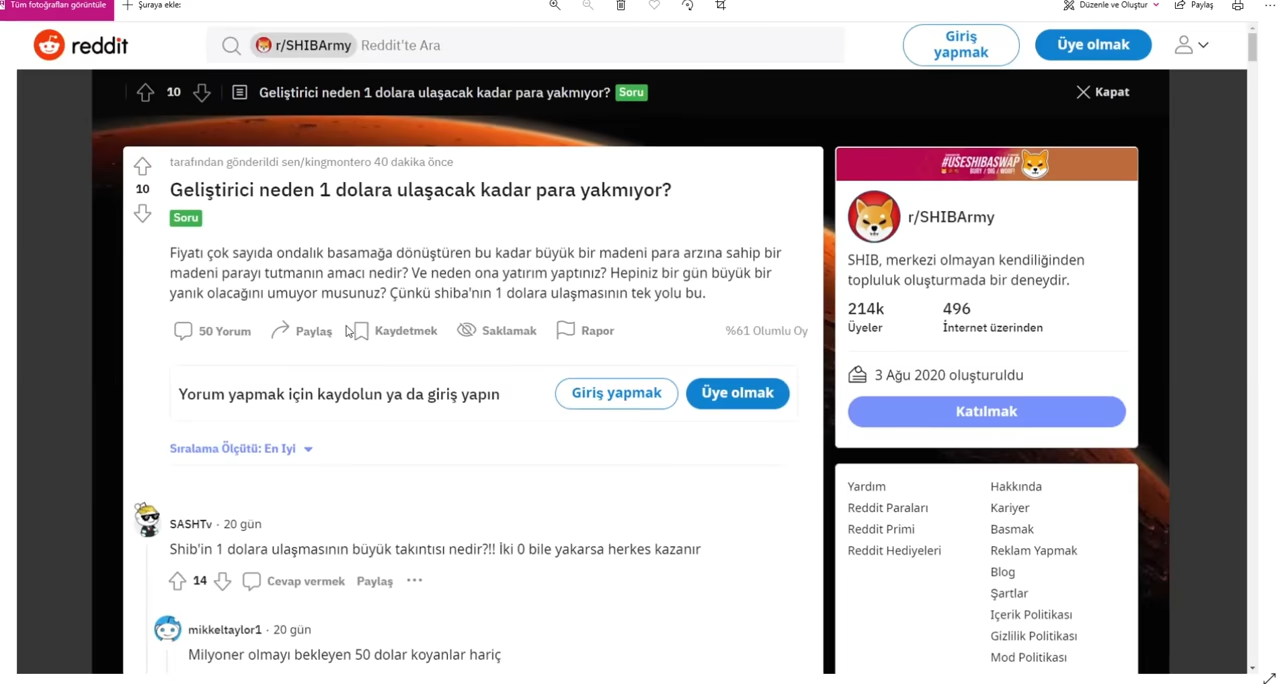 Tüm fotoğrafları görüntüle
Şuraya ekle:
Düzenle ve Oluştur
Paylaş
reddit
r/SHIBArmy Reddit'te Ara
Giriş
yapmak
Üye olmak
10
Geliştirici neden 1 dolara ulaşacak kadar para yakmıyor? Soru
Kapat
tarafından gönderildi sen/kingmontero 40 dakika önce
10
Geliştirici neden 1 dolara ulaşacak kadar para yakmıyor?
Soru
Fiyatı çok sayıda ondalık basamağa dönüştüren bu kadar büyük bir madeni para arzına sahip bir
madeni parayı tutmanın amacı nedir? Ve neden ona yatırım yaptınız? Hepiniz bir gün büyük bir
yanık olacağını umuyor musunuz? Çünkü shiba'nın 1 dolara ulaşmasının tek yolu bu.
50 Yorum Paylaş Kaydetmek Saklamak Rapor %61 Olumlu Oy
Yorum yapmak için kaydolun ya da giriş yapın Giriş yapmak Üye olmak
Sıralama Ölçütü: En Iyi
SASHTv · 20 gün
Shib'in 1 dolara ulaşmasının büyük takıntısı nedir?!! İki 0 bile yakarsa herkes kazanır
14 Cevap vermek Paylaş ···
mikkeltaylor1 · 20 gün
Milyoner olmayı bekleyen 50 dolar koyanlar hariç
#USESHIBASWAP
BURY / DIG / WOOF!
r/SHIBArmy
SHIB, merkezi olmayan kendiliğinden
topluluk oluşturmada bir deneydir.
214k 496
Üyeler İnternet üzerinden
3 Ağu 2020 oluşturuldu
Katılmak
Yardım Hakkında
Reddit Paraları Kariyer
Reddit Primi Basmak
Reddit Hediyeleri Reklam Yapmak
Blog
Şartlar
Içerik Politikası
Gizlilik Politikası
Mod Politikası